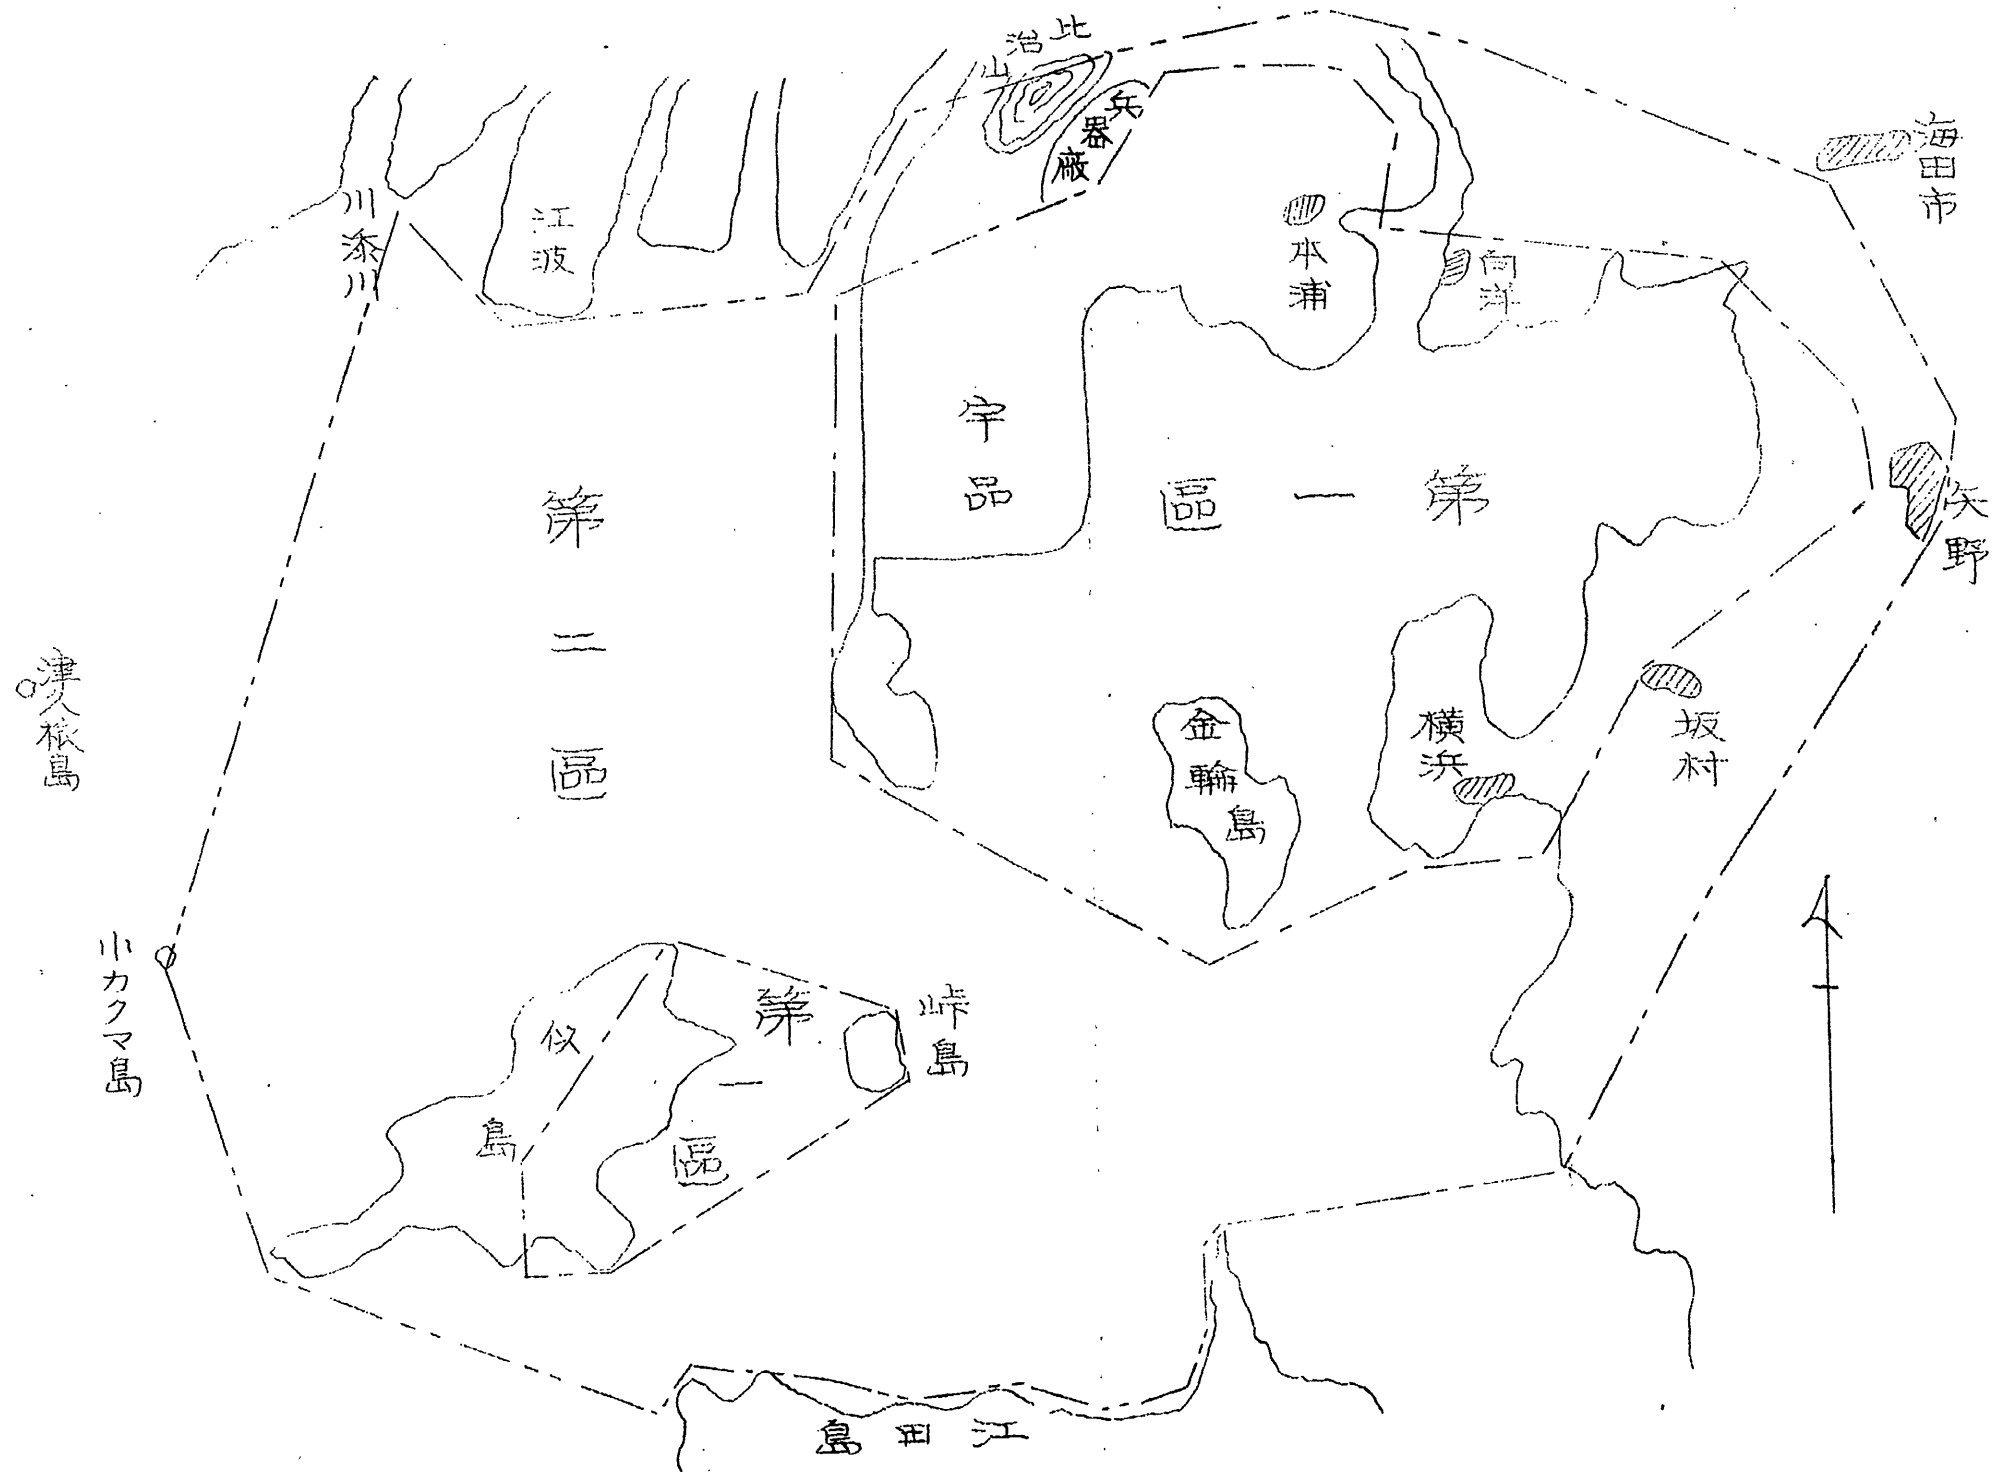 比治山
兵器廠
海田市
川添川
江波
本浦
向洋
宇品
第一區
第二區
矢野
津久根島
金輪島
横浜
坂村
小カクマ島
似島
第一區
峠島
江田島